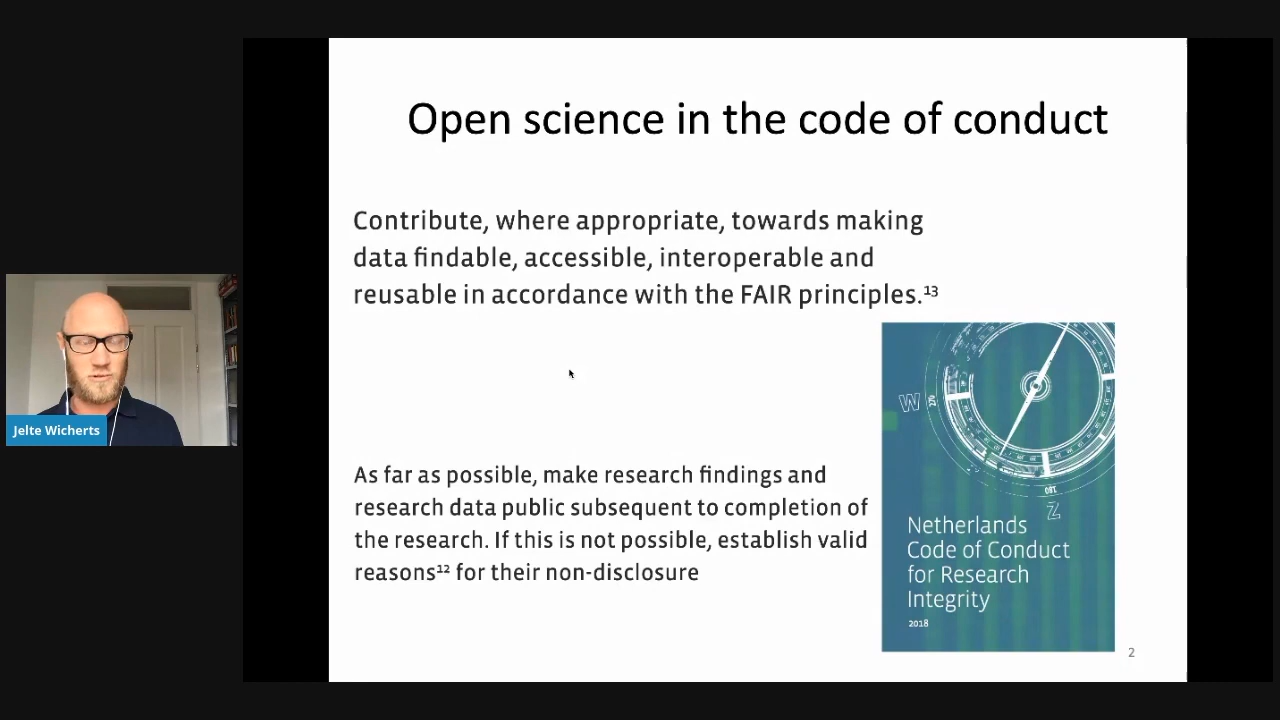 Open science in the code of conduct
Contribute, where appropriate, towards making
data findable, accessible, interoperable and
reusable in accordance with the FAIR principles.¹³
As far as possible, make research findings and
research data public subsequent to completion of
the research. If this is not possible, establish valid
reasons¹² for their non-disclosure
W
270
180
Z
Netherlands
Code of Conduct
for Research
Integrity
2018
2
Jelte Wicherts